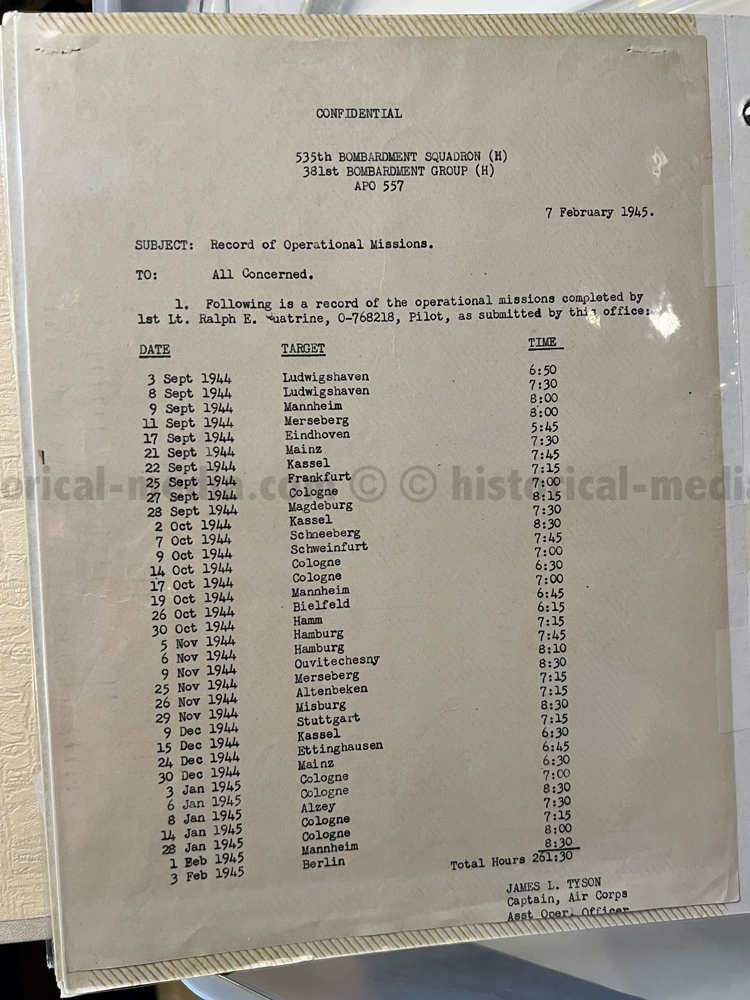 CONFIDENTIAL
535th BOMBARDMENT SQUADRON (H)
381st BOMBARDMENT GROUP (H)
APO 557
7 February 1945.
SUBJECT: Record of Operational Missions.
TO: All Concerned.
1. Following is a record of the operational missions completed by
1st Lt. Ralph E. uatrine, O-768218, Pilot, as submitted by this office:
DATE TARGET TIME
3 Sept 1944 Ludwigshaven 6:50
8 Sept 1944 Ludwigshaven 7:30
9 Sept 1944 Mannheim 8:00
11 Sept 1944 Merseberg 8:00
17 Sept 1944 Eindhoven 5:45
21 Sept 1944 Mainz 7:30
22 Sept 1944 Kassel 7:45
25 Sept 1944 Frankfurt 7:15
27 Sept 1944 Cologne 7:00
28 Sept 1944 Magdeburg 8:15
2 Oct 1944 Kassel 7:30
7 Oct 1944 Schneeberg 8:30
9 Oct 1944 Schweinfurt 7:45
14 Oct 1944 Cologne 7:00
17 Oct 1944 Cologne 6:30
19 Oct 1944 Mannheim 7:00
26 Oct 1944 Bielfeld 6:45
30 Oct 1944 Hamm 6:15
5 Nov 1944 Hamburg 7:15
6 Nov 1944 Hamburg 7:45
9 Nov 1944 Ouvitechesny 8:10
25 Nov 1944 Merseberg 8:30
26 Nov 1944 Altenbeken 7:15
29 Nov 1944 Misburg 7:15
9 Dec 1944 Stuttgart 8:30
15 Dec 1944 Kassel 7:15
24 Dec 1944 Ettinghausen 6:30
30 Dec 1944 Mainz 6:45
3 Jan 1945 Cologne 6:30
6 Jan 1945 Cologne 7:00
8 Jan 1945 Alzey 8:30
14 Jan 1945 Cologne 7:30
28 Jan 1945 Cologne 7:15
1 Beb 1945 Mannheim 8:00
3 Feb 1945 Berlin 8:30
Total Hours 261:30
JAMES L. TYSON
Captain, Air Corps
Asst Oper. Officer
© © historical-media